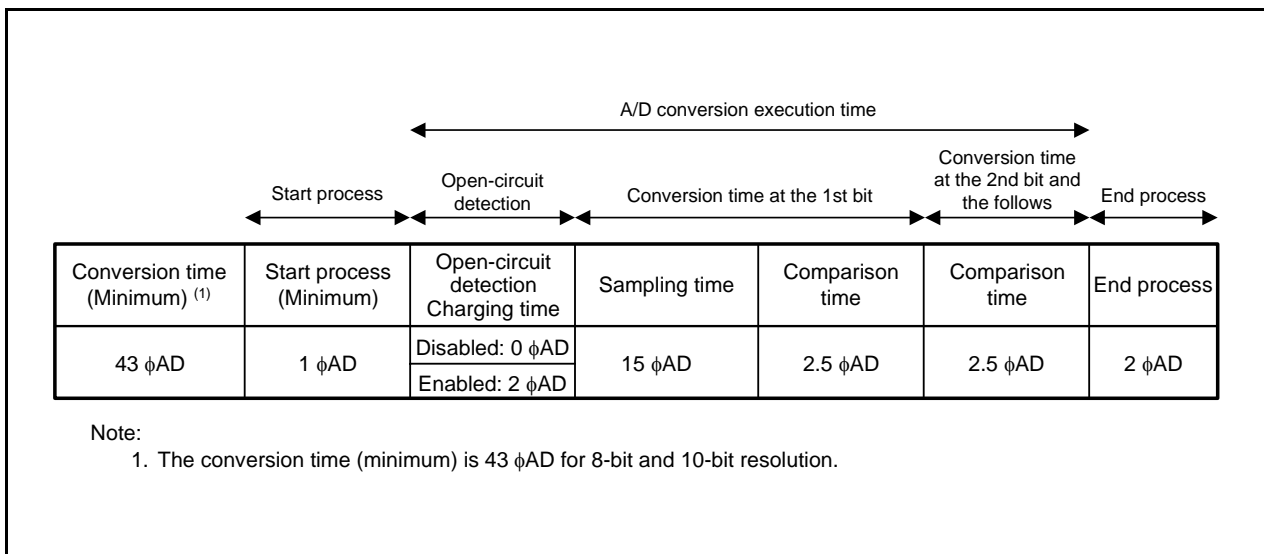 A/D conversion execution time
Start process
Open-circuit
detection
Conversion time at the 1st bit
Conversion time
at the 2nd bit and
the follows
End process
Conversion time
(Minimum) (1)
Start process
(Minimum)
Open-circuit
detection
Charging time
Sampling time
Comparison
time
Comparison
time
End process
43 ϕAD
1 ϕAD
Disabled: 0 ϕAD
Enabled: 2 ϕAD
15 ϕAD
2.5 ϕAD
2.5 ϕAD
2 ϕAD
Note:
1. The conversion time (minimum) is 43 ϕAD for 8-bit and 10-bit resolution.